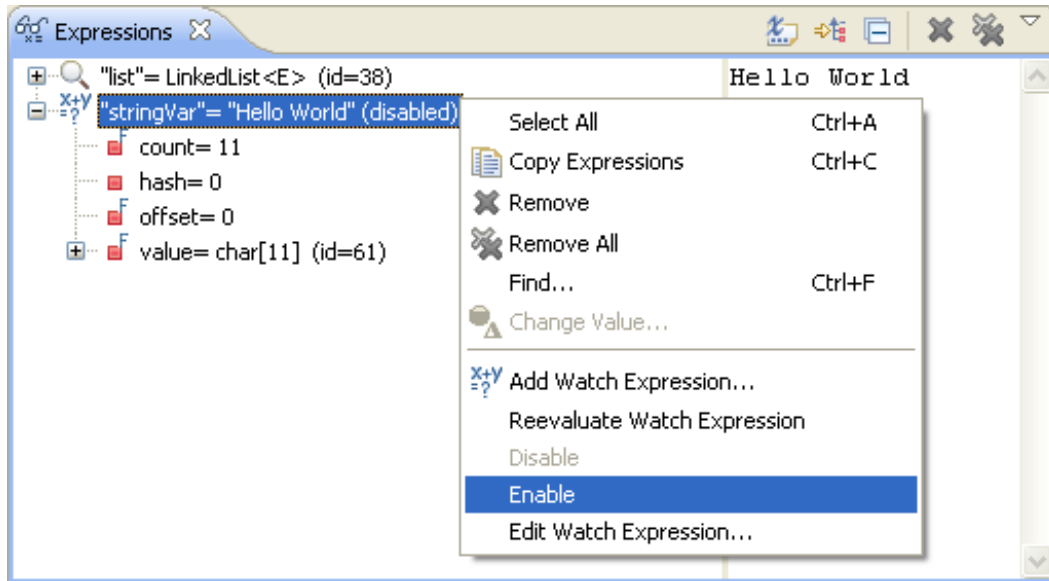 Expressions
"list"= LinkedList<E> (id=38)
Hello World
"stringVar"= "Hello World" (disabled)
count= 11
hash= 0
offset= 0
value= char[11] (id=61)
Select All Ctrl+A
Copy Expressions Ctrl+C
Remove
Remove All
Find... Ctrl+F
Change Value...
Add Watch Expression...
Reevaluate Watch Expression
Disable
Enable
Edit Watch Expression...